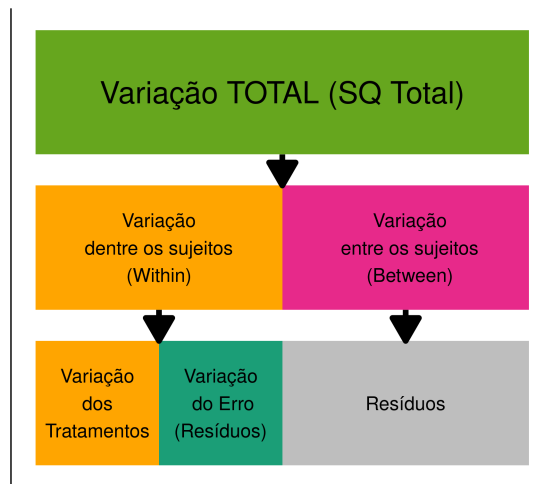 Variação TOTAL (SQ Total)
Variação
dentre os sujeitos
(Within)
Variação
entre os sujeitos
(Between)
Variação
dos
Tratamentos
Variação
do Erro
(Resíduos)
Resíduos